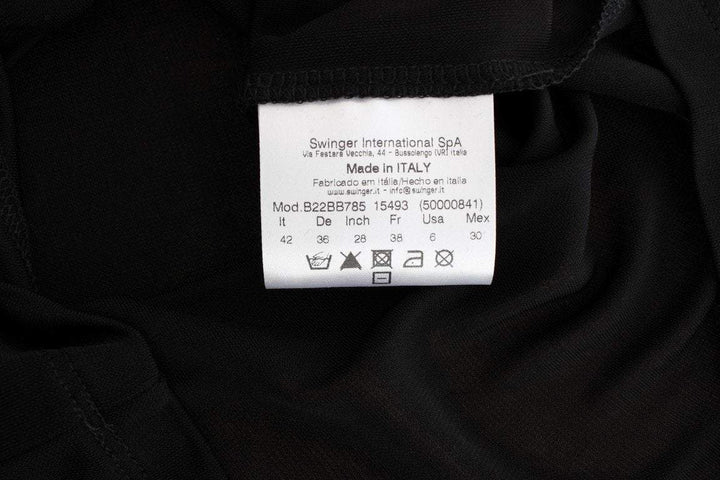 Swinger International SpA
Via Festara Vecchia, 44 - Bussolengo (VR) Italia
Made in ITALY
Fabricado em Itália/Hecho en Italia
www.swinger.it - info@swinger.it
Mod.B22BB785 15493 (50000841)
It De Inch Fr Usa Mex
42 36 28 38 6 30